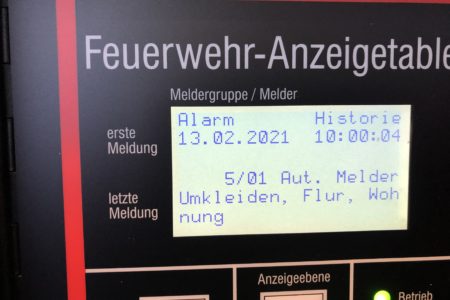 Feuerwehr-Anzeigetable
Meldergruppe / Melder
Alarm Historie
erste
Meldung
13.02.2021 10:00:04
5/01 Aut. Melder
letzte
Meldung
Umkleiden, Flur, Woh
nung
Anzeigeebene
Betrieb